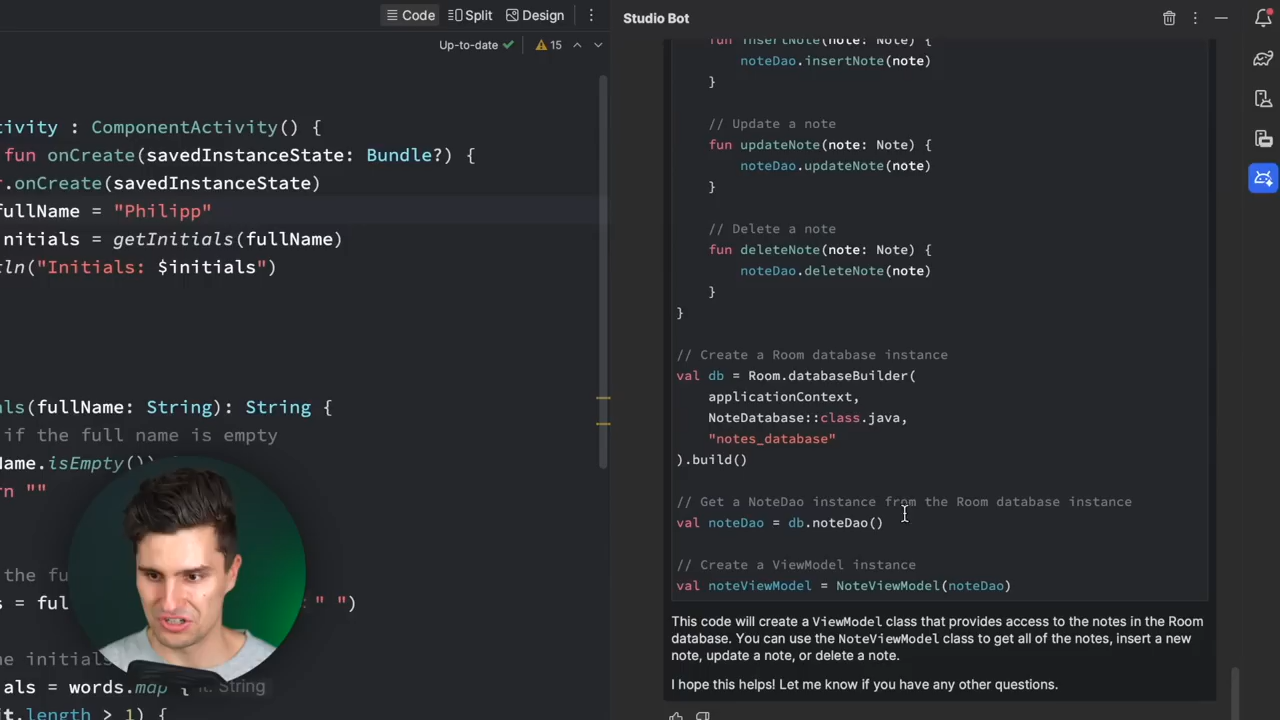 Code
Split
Design
Up-to-date
15
tivity : ComponentActivity() {
fun onCreate(savedInstanceState: Bundle?) {
r.onCreate(savedInstanceState)
fullName = "Philipp"
nitials = getInitials(fullName)
ln("Initials: $initials")
ls(fullName: String): String {
if the full name is empty
Name.isEmpty())
rn ""
the fu
s = ful
" ")
ne initials
als = words.map { it: String
it.length > 1) {
Studio Bot
fun insertNote(note: Note) {
noteDao.insertNote(note)
}
// Update a note
fun updateNote(note: Note) {
noteDao.updateNote(note)
}
// Delete a note
fun deleteNote(note: Note) {
noteDao.deleteNote(note)
}
}
// Create a Room database instance
val db = Room.databaseBuilder(
applicationContext,
NoteDatabase::class.java,
"notes_database"
).build()
// Get a NoteDao instance from the Room database instance
val noteDao = db.noteDao()
// Create a ViewModel instance
val noteViewModel = NoteViewModel(noteDao)
This code will create a ViewModel class that provides access to the notes in the Room
database. You can use the NoteViewModel class to get all of the notes, insert a new
note, update a note, or delete a note.
I hope this helps! Let me know if you have any other questions.